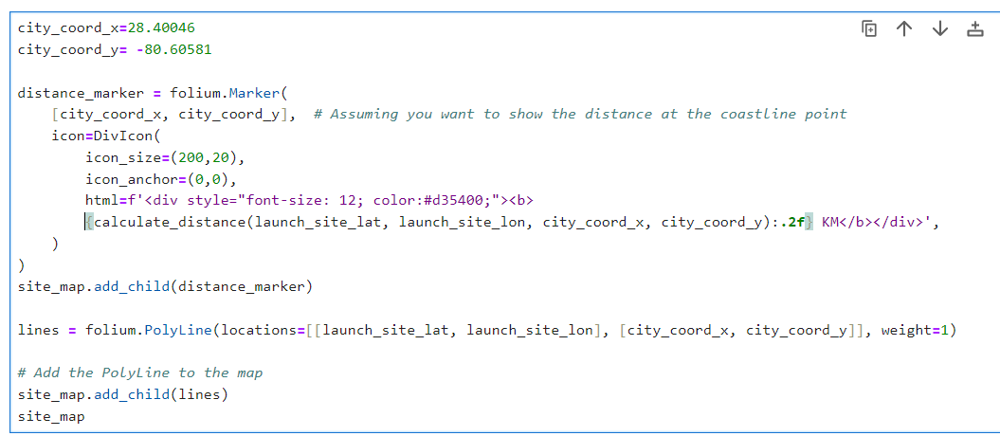 city_coord_x=28.40046
city_coord_y= -80.60581
distance_marker = folium.Marker(
[city_coord_x, city_coord_y],  # Assuming you want to show the distance at the coastline point
icon=DivIcon(
icon_size=(200,20),
icon_anchor=(0,0),
html=f'<div style="font-size: 12; color:#d35400;"><b>
{calculate_distance(launch_site_lat, launch_site_lon, city_coord_x, city_coord_y):.2f} KM</b></div>',
)
)
site_map.add_child(distance_marker)
lines = folium.PolyLine(locations=[[launch_site_lat, launch_site_lon], [city_coord_x, city_coord_y]], weight=1)
# Add the PolyLine to the map
site_map.add_child(lines)
site_map